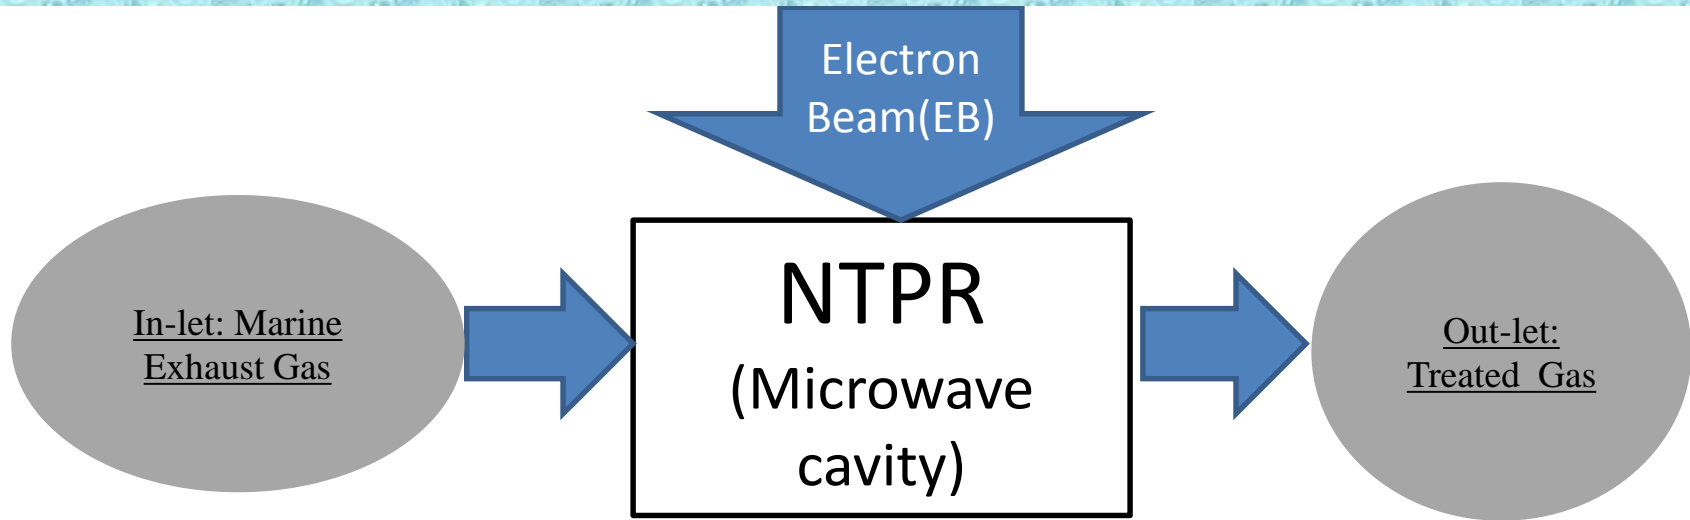 Electron
Beam(EB)
In-let: Marine
Exhaust Gas
NTPR
(Microwave
cavity)
Out-let:
Treated  Gas